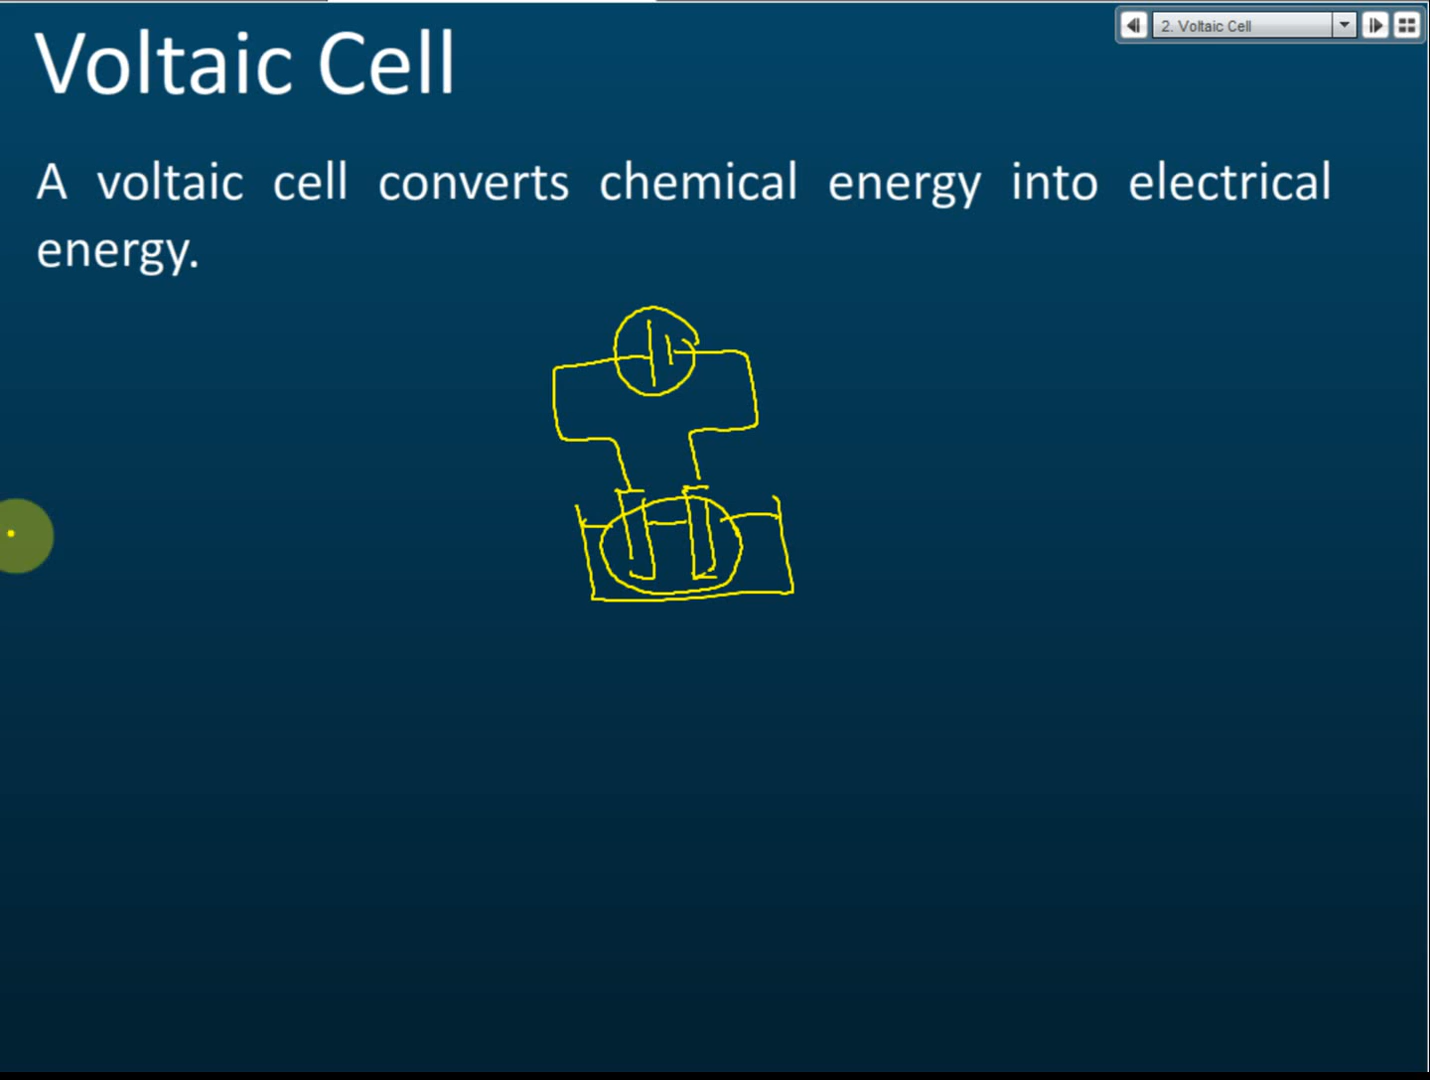 Voltaic Cell
2. Voltaic Cell
A voltaic cell converts chemical energy into electrical
energy.